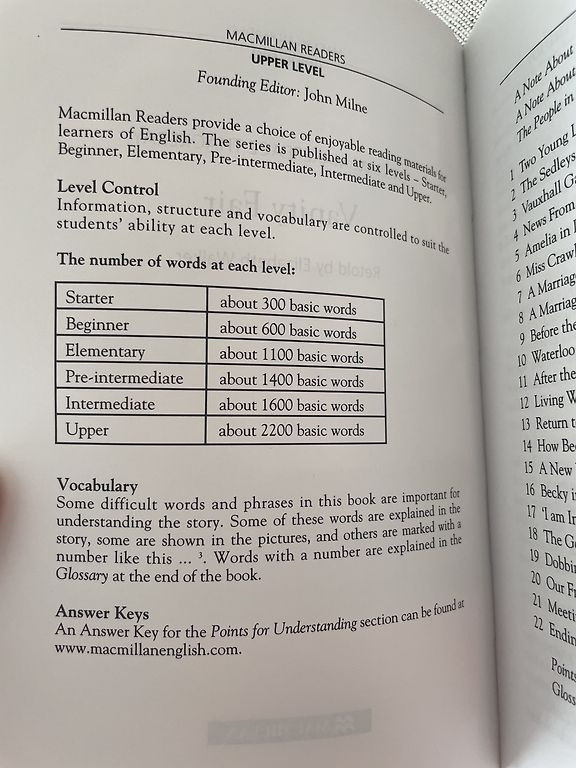 MACMILLAN READERS
UPPER LEVEL
Founding Editor: John Milne
Macmillan Readers provide a choice of enjoyable reading materials for
learners of English. The series is published at six levels – Starter,
Beginner, Elementary, Pre-intermediate, Intermediate and Upper.
Level Control
Information, structure and vocabulary are controlled to suit the
students' ability at each level.
The number of words at each level:
Starter about 300 basic words
Beginner about 600 basic words
Elementary about 1100 basic words
Pre-intermediate about 1400 basic words
Intermediate about 1600 basic words
Upper about 2200 basic words
Vocabulary
Some difficult words and phrases in this book are important for
understanding the story. Some of these words are explained in the
story, some are shown in the pictures, and others are marked with a
number like this ... ³. Words with a number are explained in the
Glossary at the end of the book.
Answer Keys
An Answer Key for the Points for Understanding section can be found at
www.macmillanenglish.com.
A Note About
A Note About
The People in
1 Two Young L
2 The Sedleys
3 Vauxhall Ga
4 News From
5 Amelia in
6 Miss Crawl
7 A Marriag
8 A Marriag
9 Before the
10 Waterloo
11 After the
12 Living W
13 Return t
14 How Bec
15 A New
16 Becky i
17 'I am In
18 The G
19 Dobbin
20 Our F
21 Meeti
22 Endin
Points
Gloss